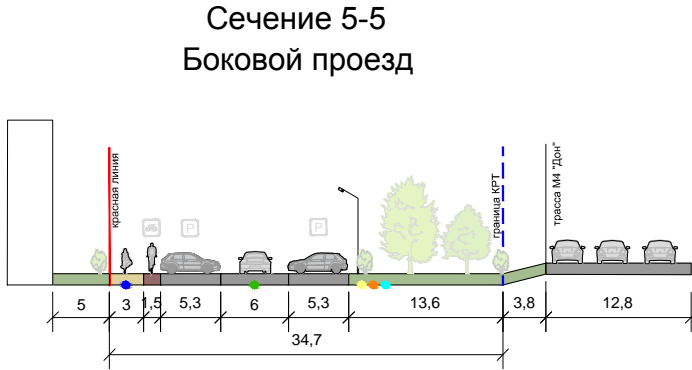 Сечение 5-5
Боковой проезд
красная линия
P
P
граница КРТ
трасса М4 "Дон"
5
3
1,5
5,3
6
5,3
13,6
3,8
12,8
34,7